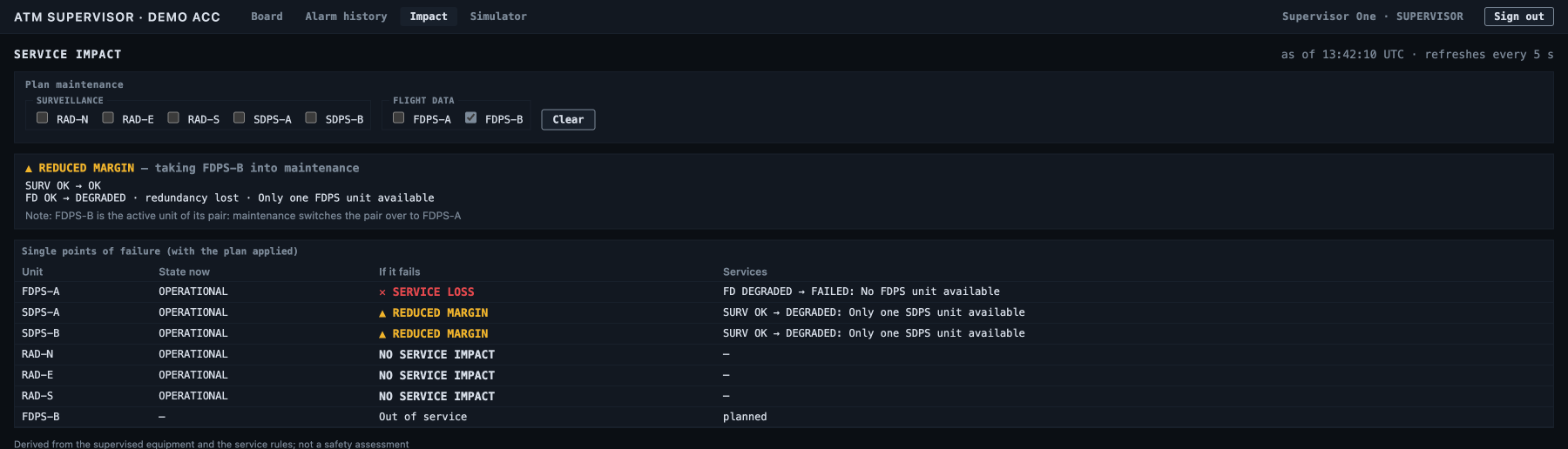 ATM SUPERVISOR · DEMO ACC Board Alarm history Impact Simulator Supervisor One · SUPERVISOR Sign out
SERVICE IMPACT as of 13:42:10 UTC · refreshes every 5 s
Plan maintenance
SURVEILLANCE FLIGHT DATA
RAD-N RAD-E RAD-S SDPS-A SDPS-B FDPS-A FDPS-B Clear
▲ REDUCED MARGIN — taking FDPS-B into maintenance
SURV OK → OK
FD OK → DEGRADED · redundancy lost · Only one FDPS unit available
Note: FDPS-B is the active unit of its pair: maintenance switches the pair over to FDPS-A
Single points of failure (with the plan applied)
Unit State now If it fails Services
FDPS-A OPERATIONAL ✕ SERVICE LOSS FD DEGRADED → FAILED: No FDPS unit available
SDPS-A OPERATIONAL ▲ REDUCED MARGIN SURV OK → DEGRADED: Only one SDPS unit available
SDPS-B OPERATIONAL ▲ REDUCED MARGIN SURV OK → DEGRADED: Only one SDPS unit available
RAD-N OPERATIONAL NO SERVICE IMPACT —
RAD-E OPERATIONAL NO SERVICE IMPACT —
RAD-S OPERATIONAL NO SERVICE IMPACT —
FDPS-B — Out of service planned
Derived from the supervised equipment and the service rules; not a safety assessment